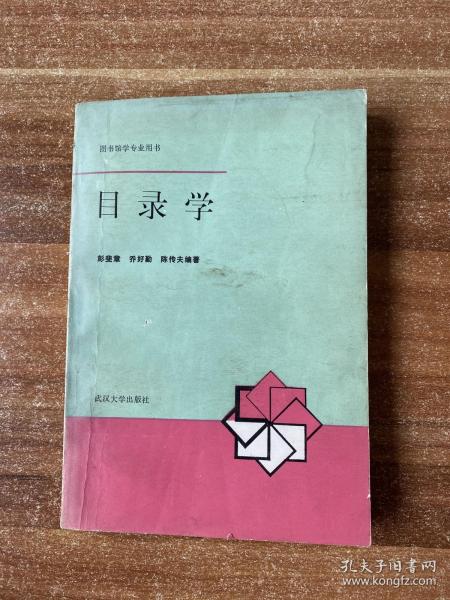 图书馆学专业用书
目录学
彭斐章 乔好勤 陈传夫编著
武汉大学出版社
孔夫子旧书网
www.kongfz.com